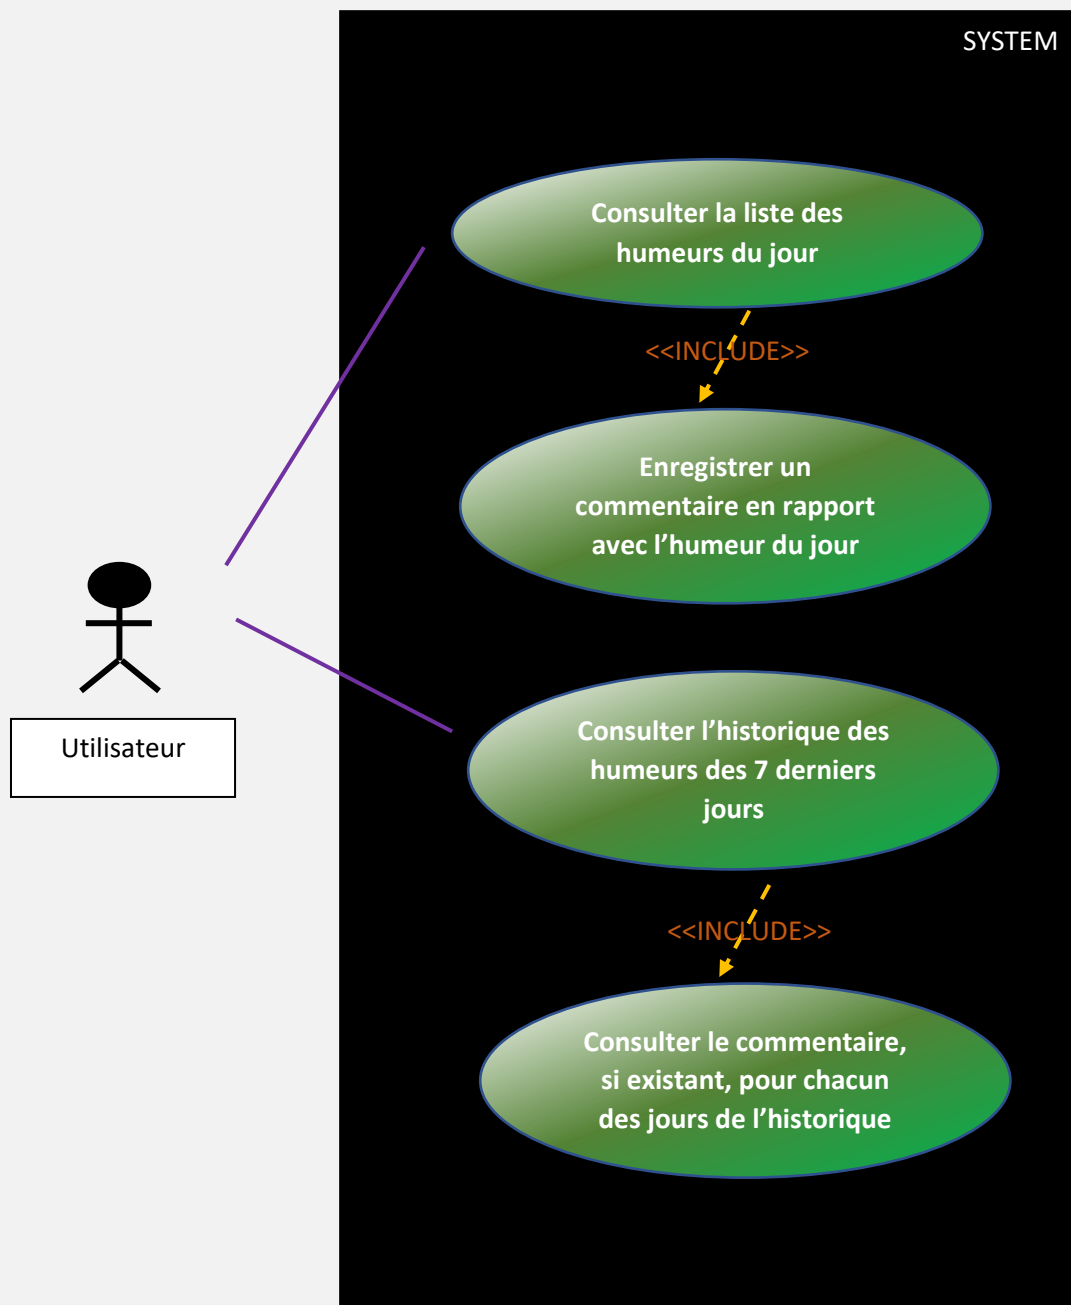 SYSTEM
Consulter la liste des
humeurs du jour
<<INCLUDE>>
Enregistrer un
commentaire en rapport
avec l’humeur du jour
Utilisateur
Consulter l’historique des
humeurs des 7 derniers
jours
<<INCLUDE>>
Consulter le commentaire,
si existant, pour chacun
des jours de l’historique